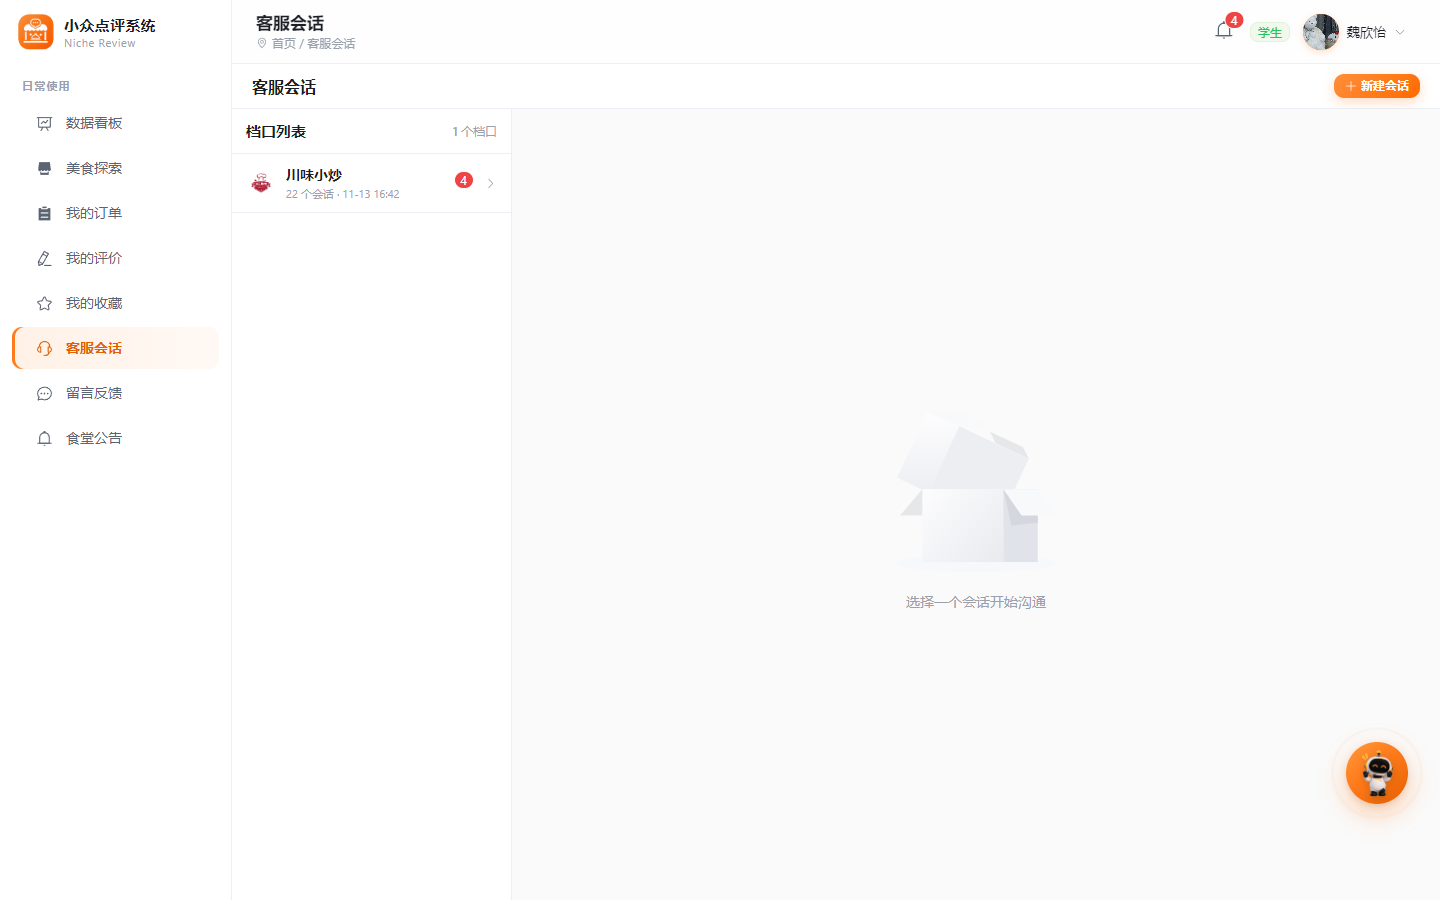 小众点评系统
Niche Review
日常使用
数据看板
美食探索
我的订单
我的评价
我的收藏
客服会话
留言反馈
食堂公告
客服会话
首页 / 客服会话
4
学生
魏欣怡
客服会话
新建会话
档口列表
1 个档口
川味小炒
22 个会话 · 11-13 16:42
4
选择一个会话开始沟通